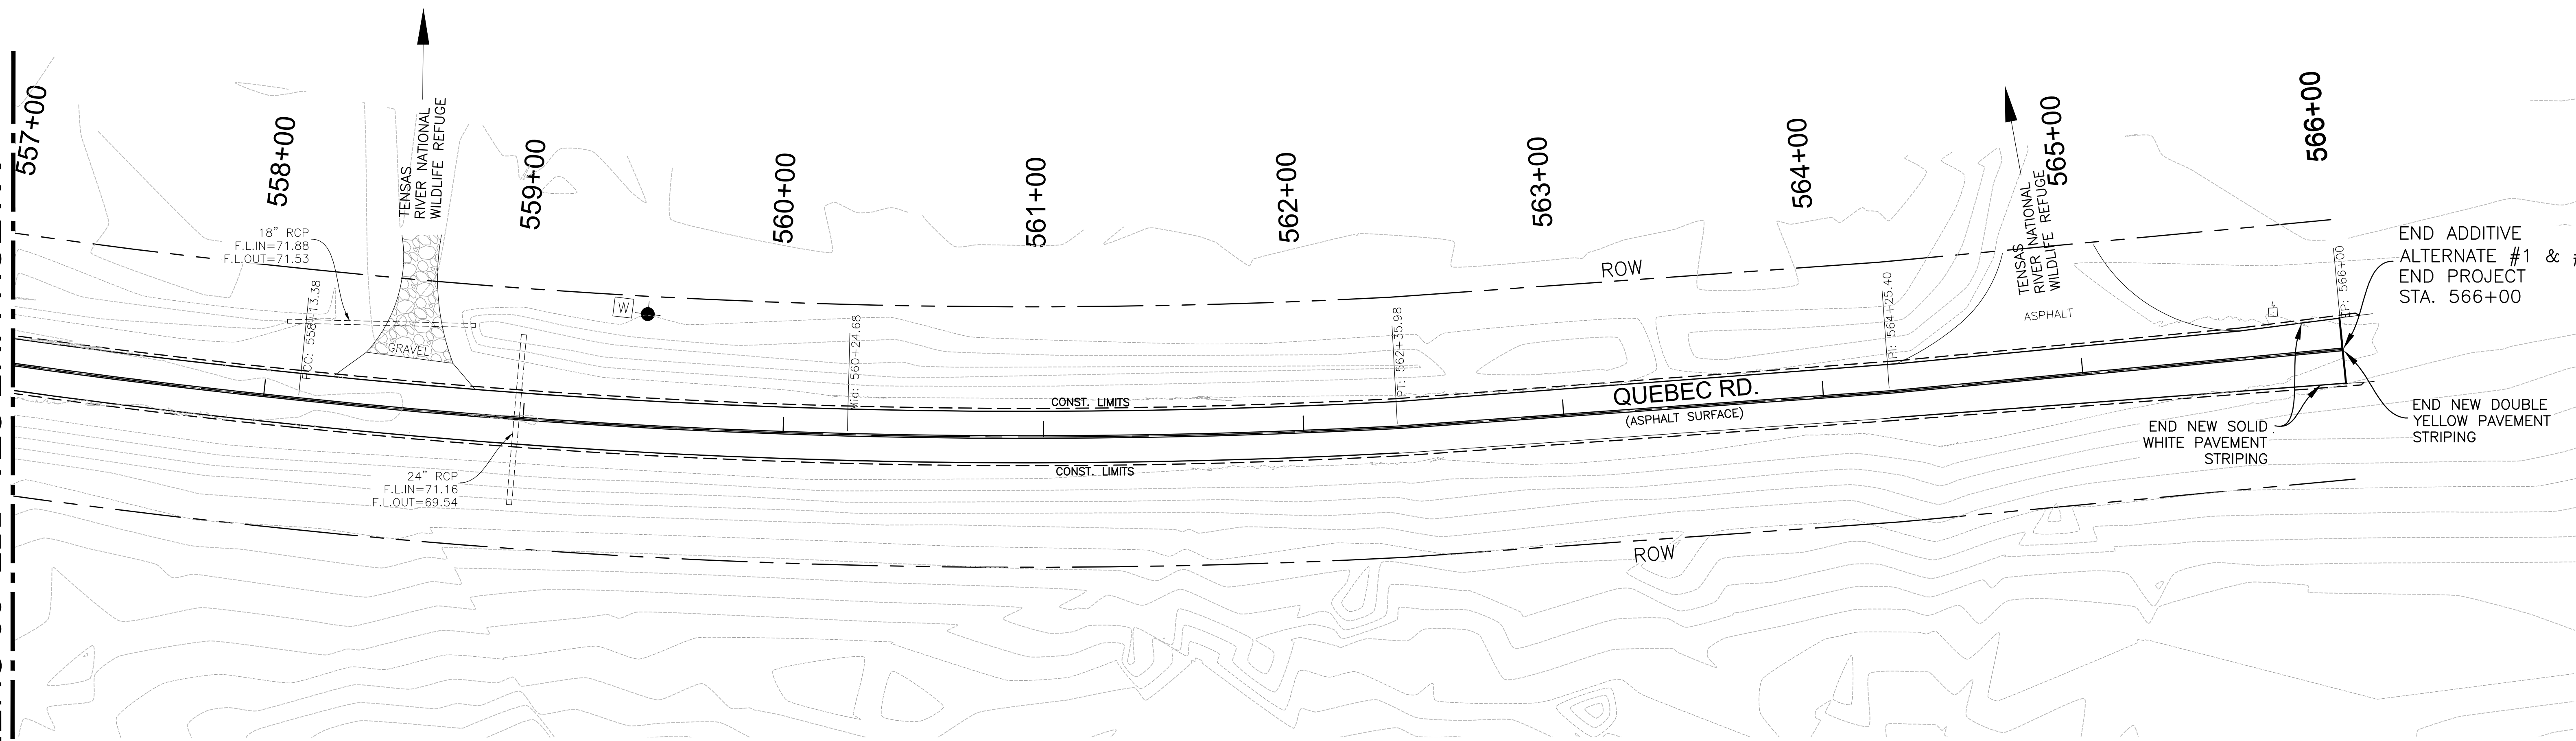 557+00
558+00
559+00
560+00
561+00
562+00
563+00
564+00
565+00
566+00
TENSAS
RIVER NATIONAL
WILDLIFE REFUGE
18" RCP
F.L.IN=71.88
F.L.OUT=71.53
PCC: 558+13.38
GRAVEL
W
Mid: 560+24.68
PT: 562+35.98
ROW
PI: 564+25.40
TENSAS
RIVER NATIONAL
WILDLIFE REFUGE
ASPHALT
EP: 566+00
END ADDITIVE
ALTERNATE #1 & #
END PROJECT
STA. 566+00
CONST. LIMITS
QUEBEC RD.
(ASPHALT SURFACE)
CONST. LIMITS
24" RCP
F.L.IN=71.16
F.L.OUT=69.54
END NEW SOLID
WHITE PAVEMENT
STRIPING
END NEW DOUBLE
YELLOW PAVEMENT
STRIPING
ROW